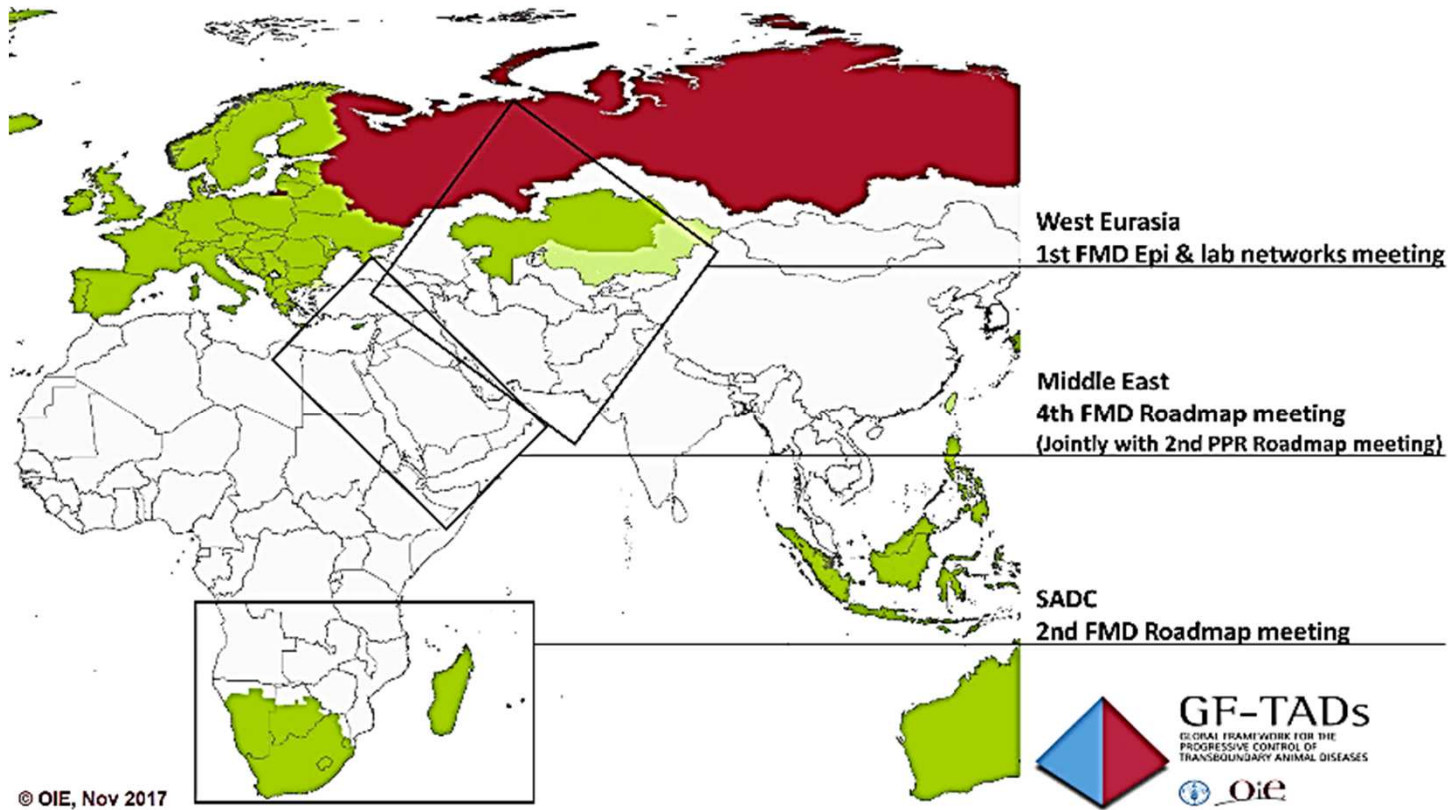 West Eurasia
1st FMD Epi & lab networks meeting
Middle East
4th FMD Roadmap meeting
(Jointly with 2nd PPR Roadmap meeting)
SADC
2nd FMD Roadmap meeting
GF-TADs
GLOBAL FRAMEWORK FOR THE
PROGRESSIVE CONTROL OF
TRANSBOUNDARY ANIMAL DISEASES
Oie
© OIE, Nov 2017